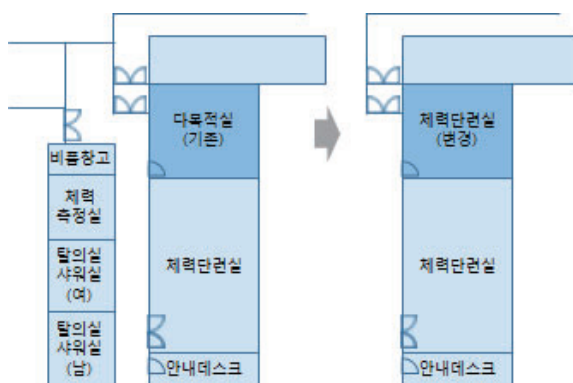 다목적실
(기존)
체력단련실
(변경)
비품창고
체력
측정실
탈의실
샤워실
(여)
체력단련실
체력단련실
탈의실
샤워실
(남)
안내데스크
안내데스크